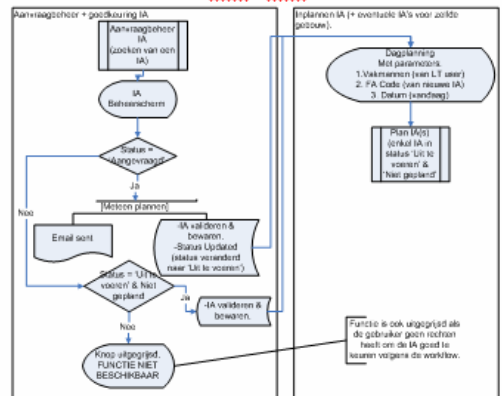 Aanvraagbeheer + goedkeuring IA
Aanvraagbeheer
IA
(zoeken van een
IA)
IA
Beheerscherm
Status =
'Aangevraagd'
Ja
Nee
[Meteen plannen]
Email sent
-IA valideren &
bewaren.
-Status Updated
(status veranderd
naar 'Uit te voeren')
Status = 'Uit te
voeren' & Niet
gepland
Ja
-IA valideren &
bewaren.
Nee
Knop uitgegrijsd.
FUNCTIE NIET
BESCHIKBAAR
Inplannen IA (+ eventuele IA's voor zelfde
gebouw).
Dagplanning
Met parameters.
1.Vakmannen (van LT user)
2. FA Code (van nieuwe IA)
3. Datum (vandaag)
Plan IA(s)
(enkel IA in
status 'Uit te
voeren' &
'Niet gepland'
Functie is ook uitgegrijsd als
de gebruiker geen rechten
heeft om de IA goed te
keuren volgens de workflow.